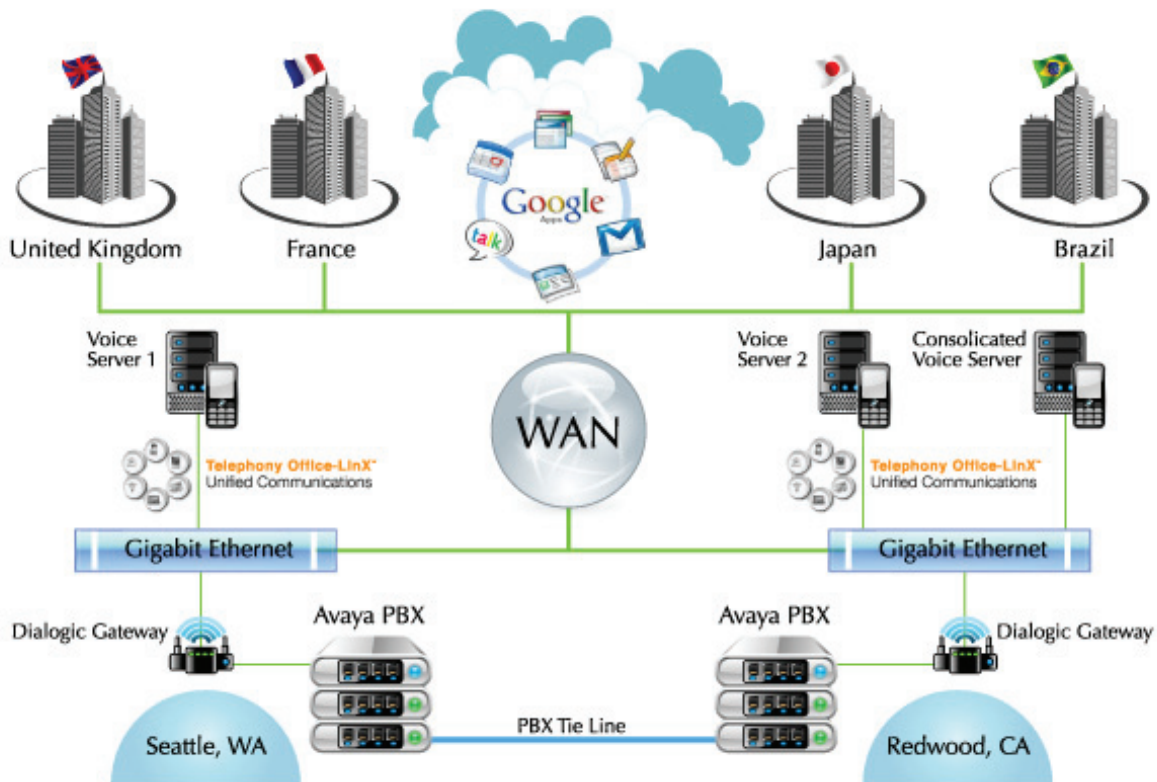 United Kingdom
France
Google™
Apps
talk
Japan
Brazil
Voice
Server 1
Voice
Server 2
Consolicated
Voice Server
WAN
Telephony Office-LinX™
Unified Communications
Telephony Office-LinX™
Unified Communications
Gigabit Ethernet
Gigabit Ethernet
Dialogic Gateway
Avaya PBX
Avaya PBX
Dialogic Gateway
PBX Tie Line
Seattle, WA
Redwood, CA